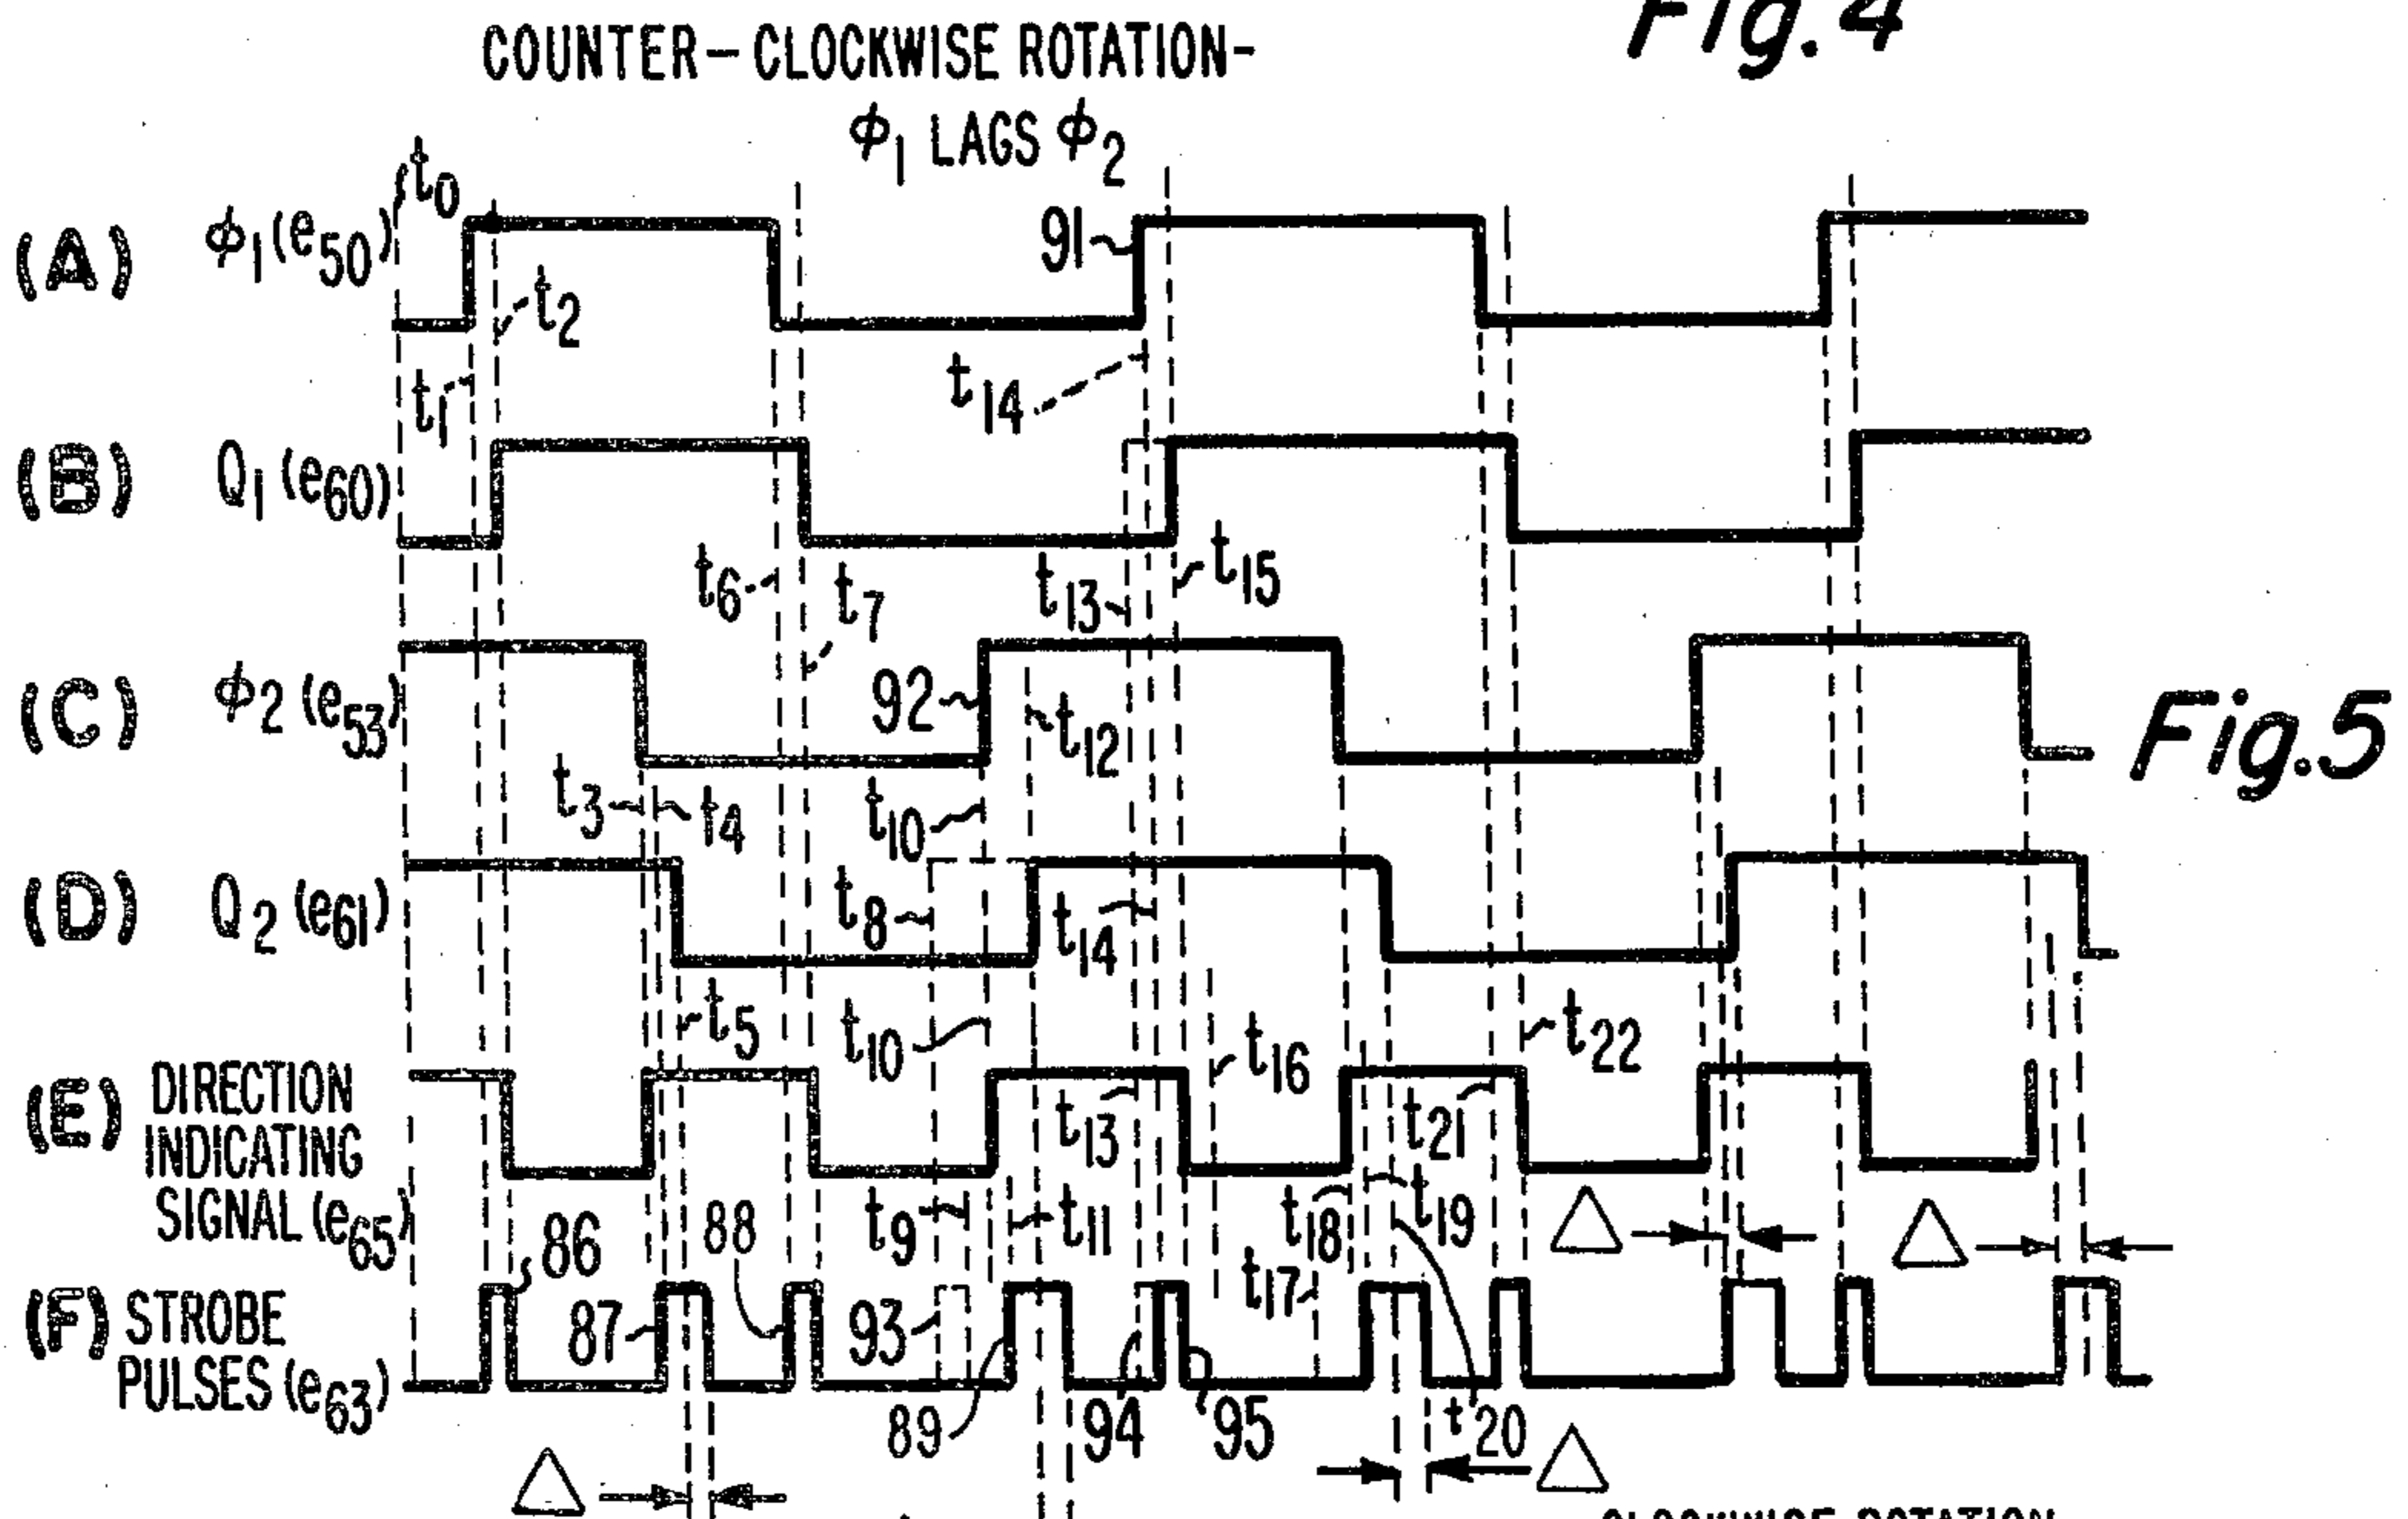 Fig. 4
COUNTER-CLOCKWISE ROTATION-
ϕ1 LAGS ϕ2
t0
(A) ϕ1 (e50)
91
t2
t1
t14
(B) Q1 (e60)
t6
t7
t13
t15
(C) ϕ2 (e53)
92
t12
Fig. 5
t3
t4
t10
(D) Q2 (e61)
t8
t14
t5
t10
t16
t22
(E) DIRECTION
INDICATING
SIGNAL (e65)
t13
t21
t9
t11
t18
t19
△
△
86
88
(F) STROBE
PULSES (e63)
87
93
t17
89
94
95
t20
△
△
CLOCKWISE ROTATION